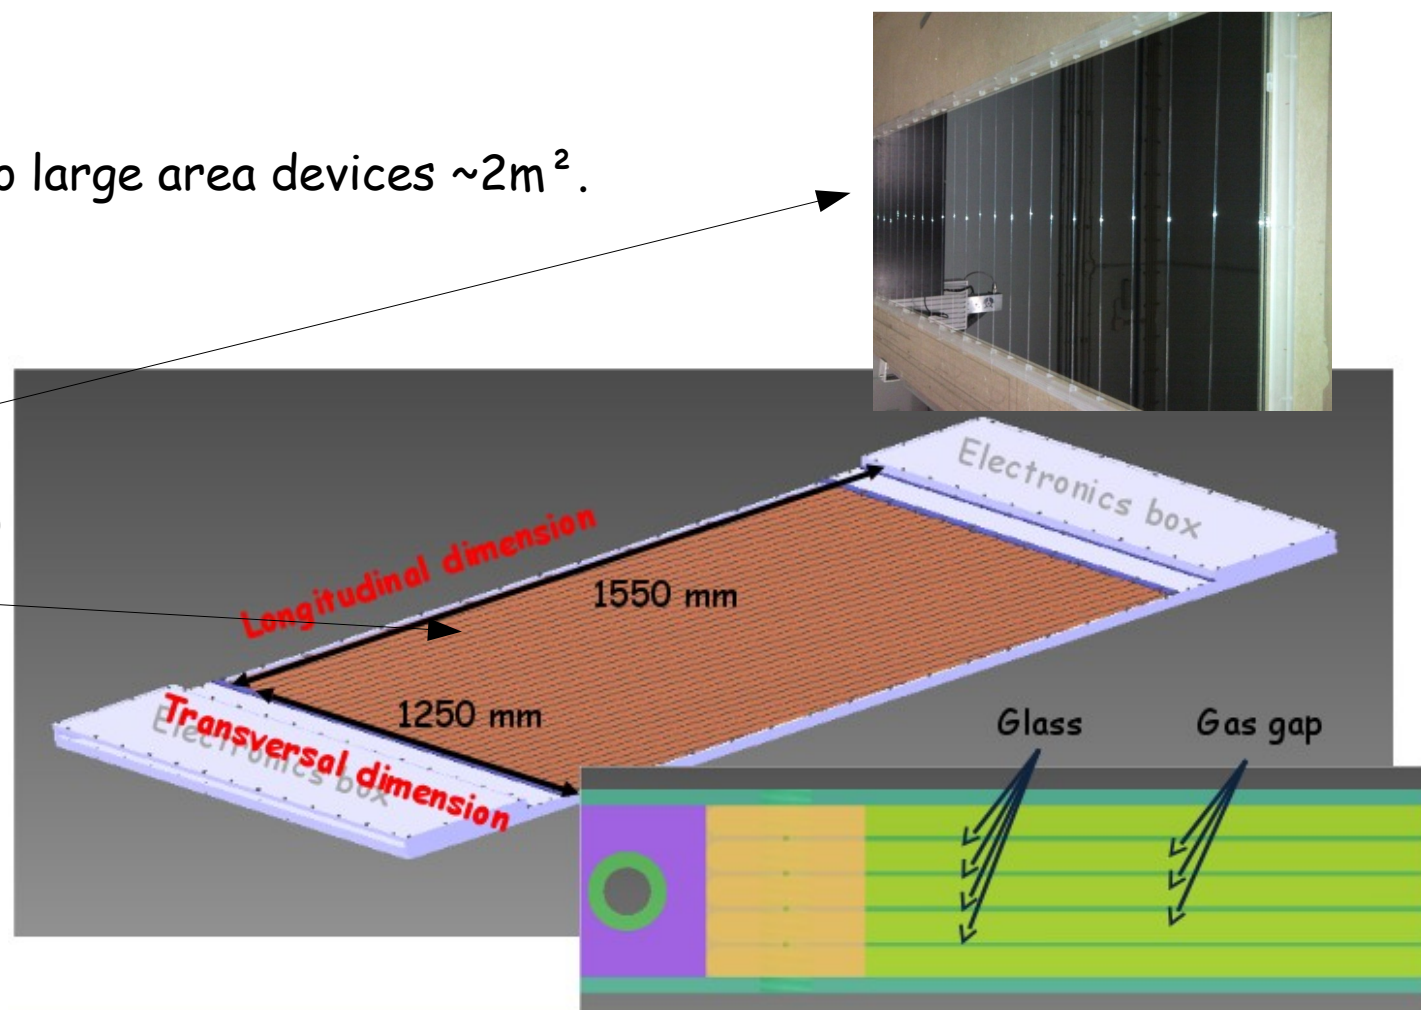 large area devices ~2m².
Electronics box
Longitudinal dimension
1550 mm
1250 mm
Transversal dimension
Electronics box
Glass
Gas gap